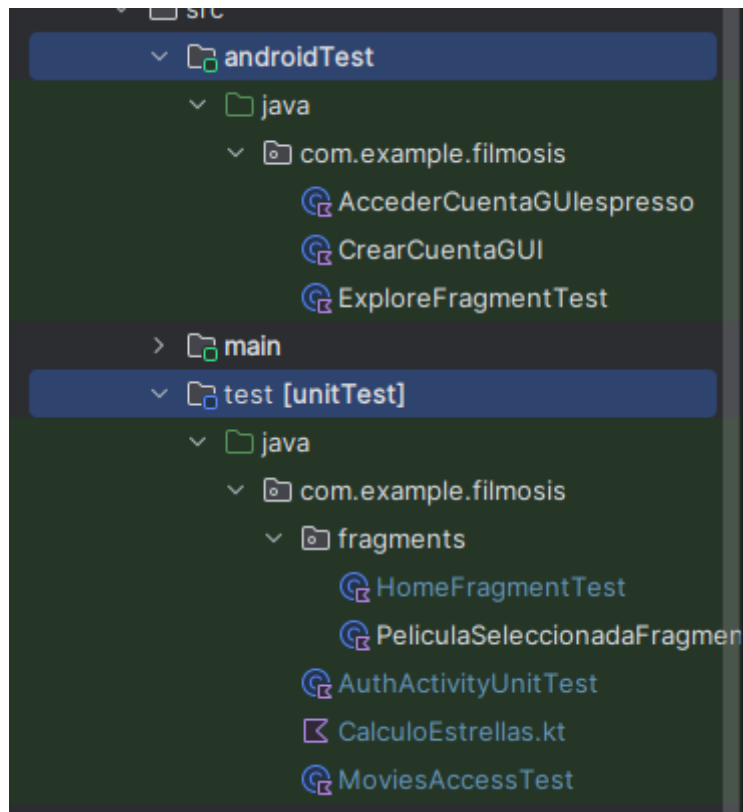 src
androidTest
java
com.example.filmosis
AccederCuentaGUIespresso
CrearCuentaGUI
ExploreFragmentTest
main
test [unitTest]
java
com.example.filmosis
fragments
HomeFragmentTest
PeliculaSeleccionadaFragmen
AuthActivityUnitTest
CalculoEstrellas.kt
MoviesAccessTest